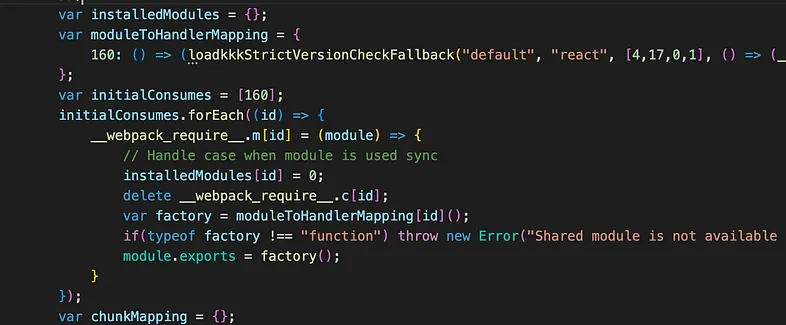 var installedModules = {};
var moduleToHandlerMapping = {
160: () => (loadkkkStrictVersionCheckFallback("default", "react", [4,17,0,1], () => (_
};
var initialConsumes = [160];
initialConsumes.forEach((id) => {
__webpack_require__.m[id] = (module) => {
// Handle case when module is used sync
installedModules[id] = 0;
delete __webpack_require__.c[id];
var factory = moduleToHandlerMapping[id]();
if(typeof factory !== "function") throw new Error("Shared module is not available
module.exports = factory();
}
});
var chunkMapping = {};